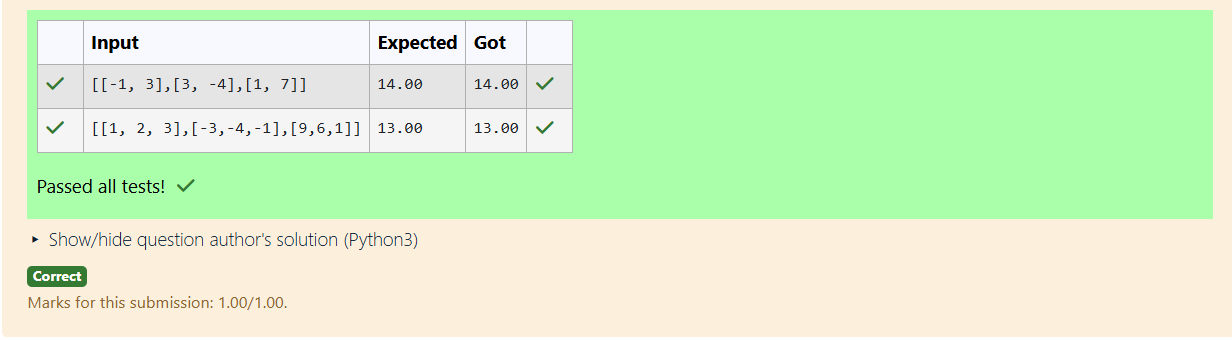 Input Expected Got
[[-1, 3],[3, -4],[1, 7]] 14.00 14.00
[[1, 2, 3],[-3,-4,-1],[9,6,1]] 13.00 13.00
Passed all tests!
Show/hide question author's solution (Python3)
Correct
Marks for this submission: 1.00/1.00.